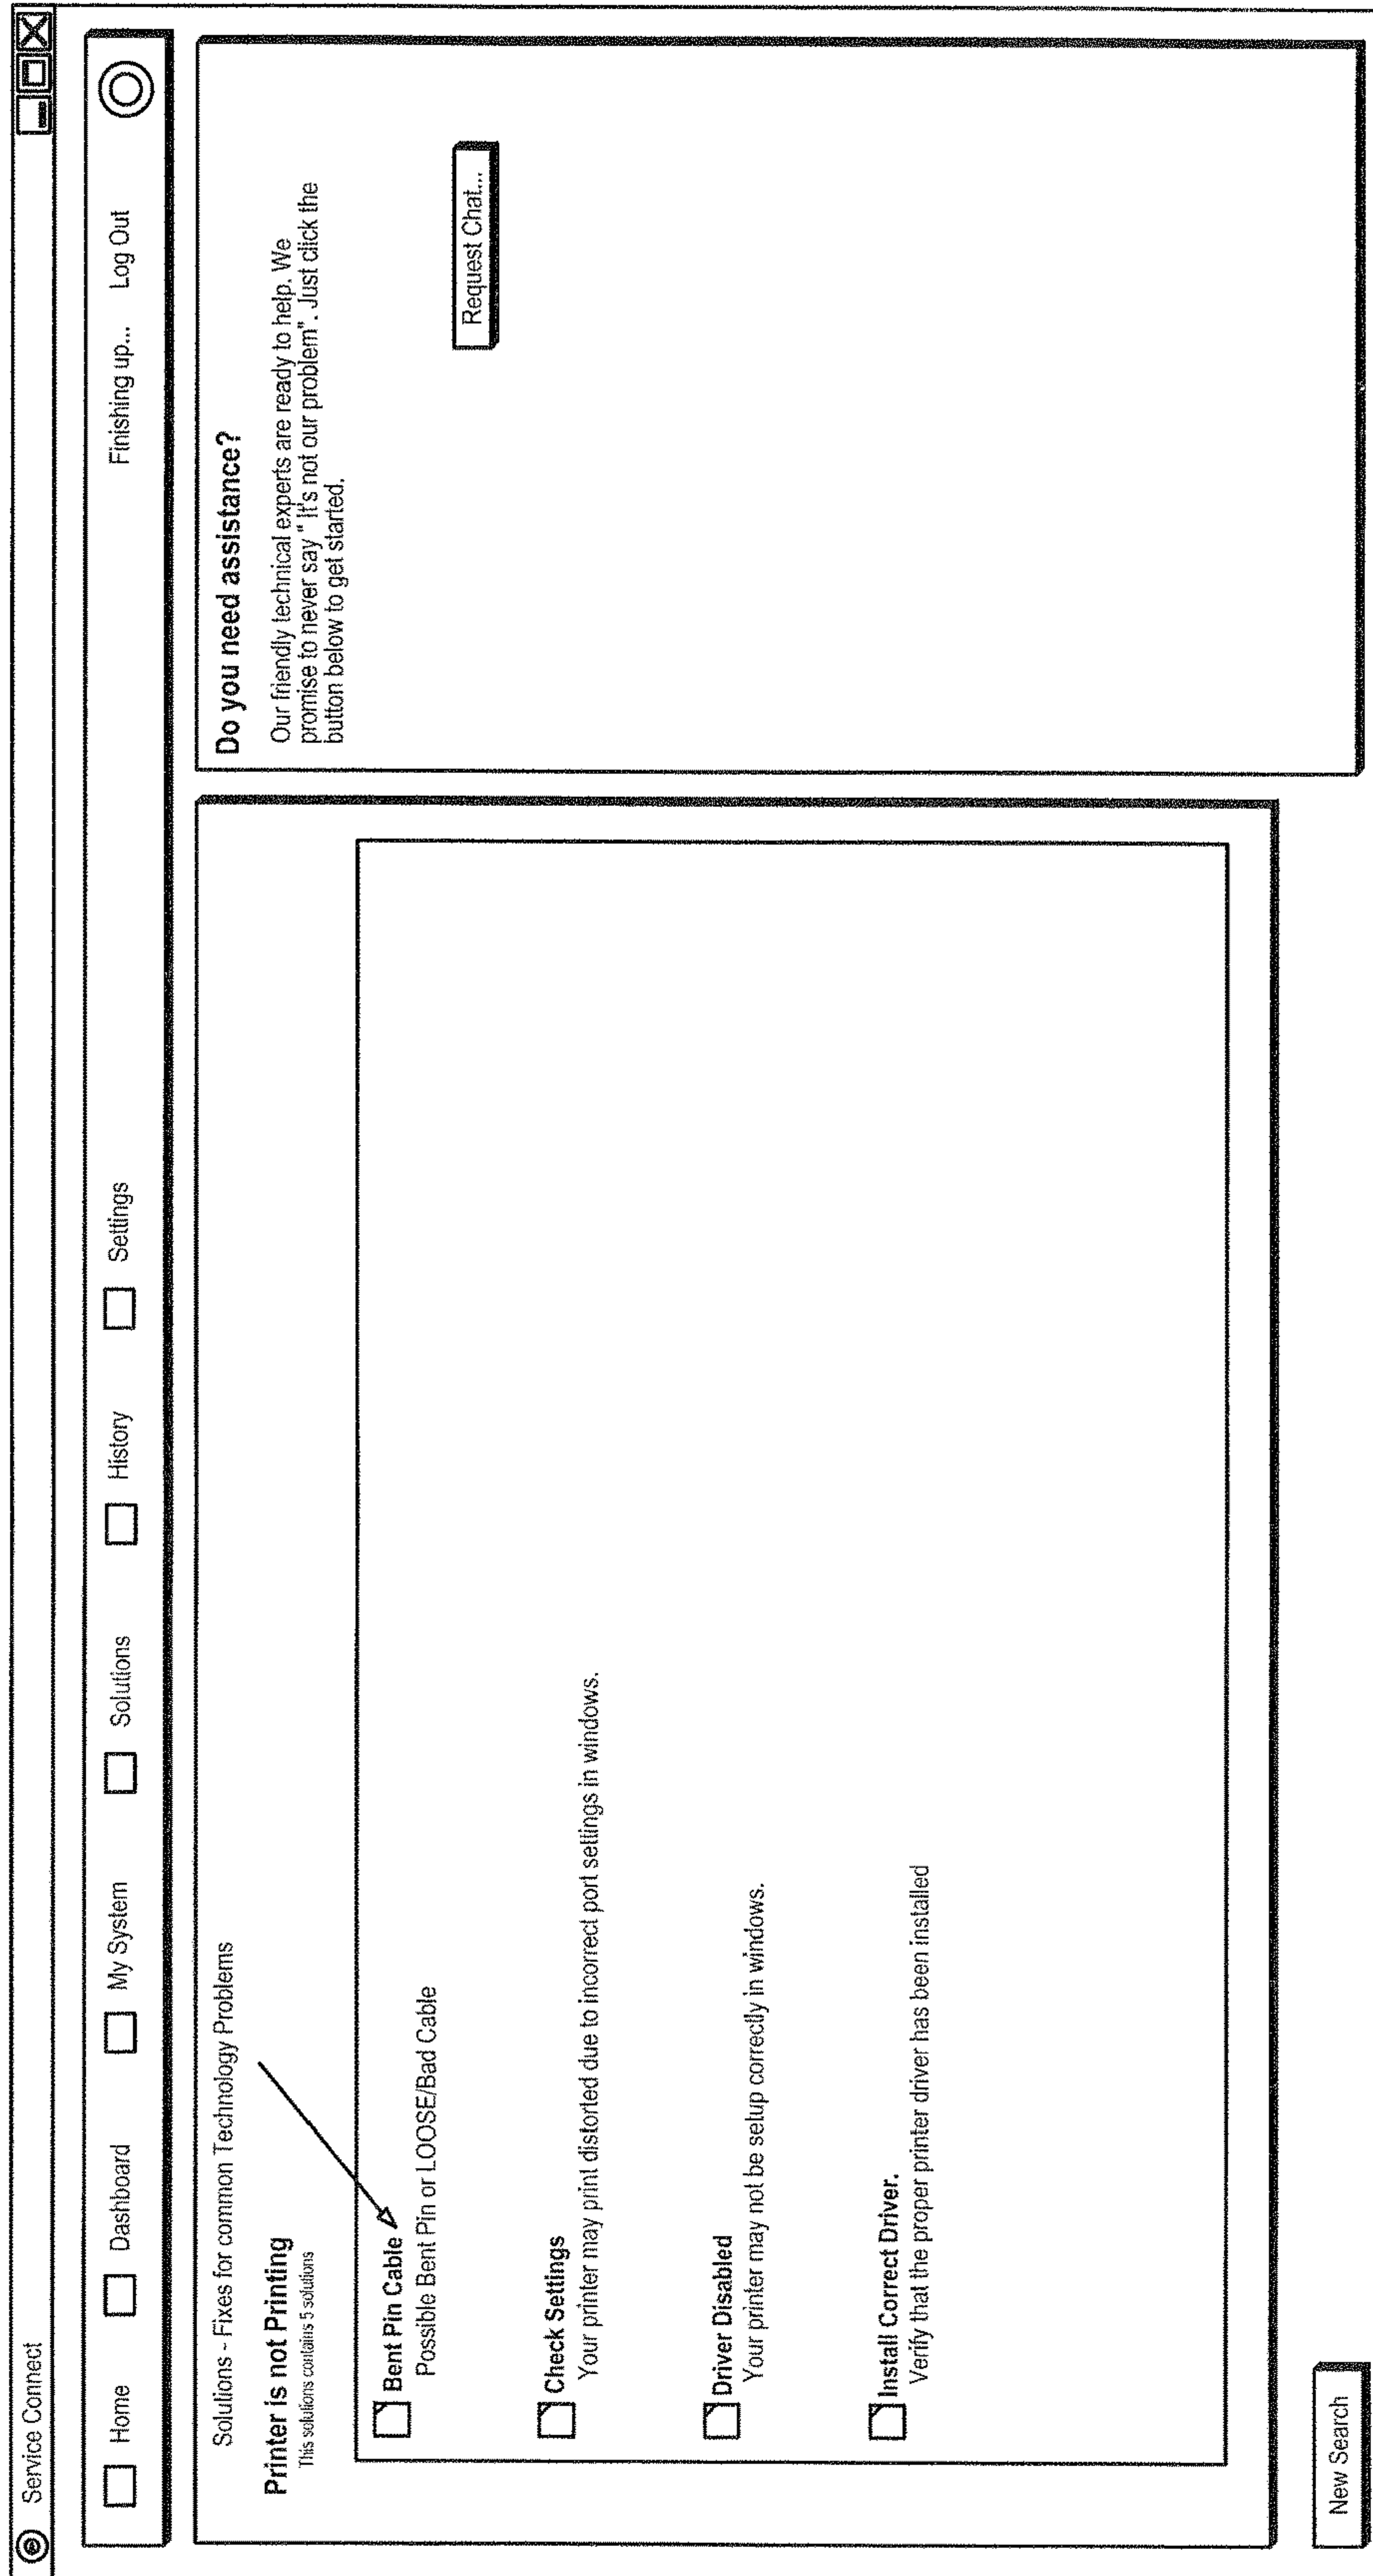 Service Connect
Home
Dashboard
My System
Solutions
History
Settings
Finishing up...
Log Out
Solutions - Fixes for common Technology Problems
Printer is not Printing
This solutions contains 5 solutions
Bent Pin Cable
Possible Bent Pin or LOOSE/Bad Cable
Check Settings
Your printer may print distorted due to incorrect port settings in windows.
Driver Disabled
Your printer may not be setup correctly in windows.
Install Correct Driver.
Verify that the proper printer driver has been installed
New Search
Do you need assistance?
Our friendly technical experts are ready to help. We
promise to never say " It's not our problem". Just click the
button below to get started.
Request Chat...